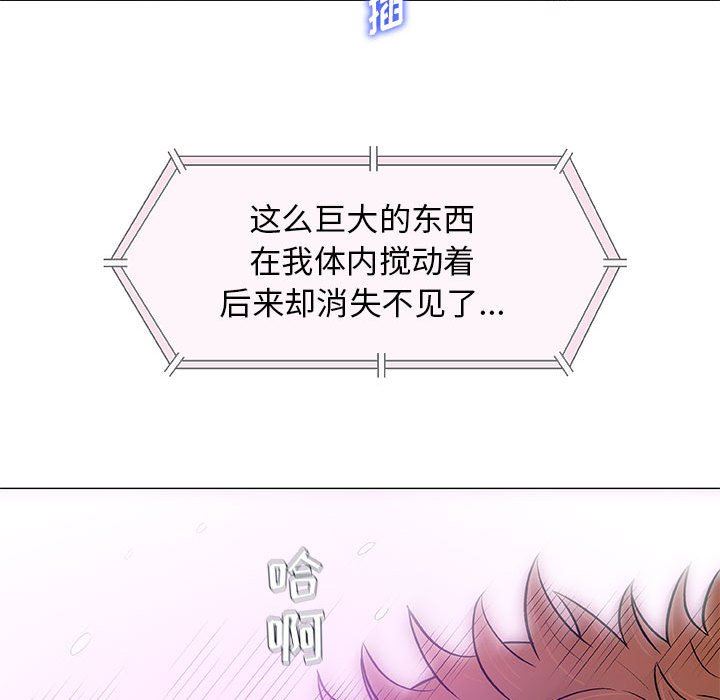 插
这么巨大的东西
在我体内搅动着
后来却消失不见了...
哈
啊